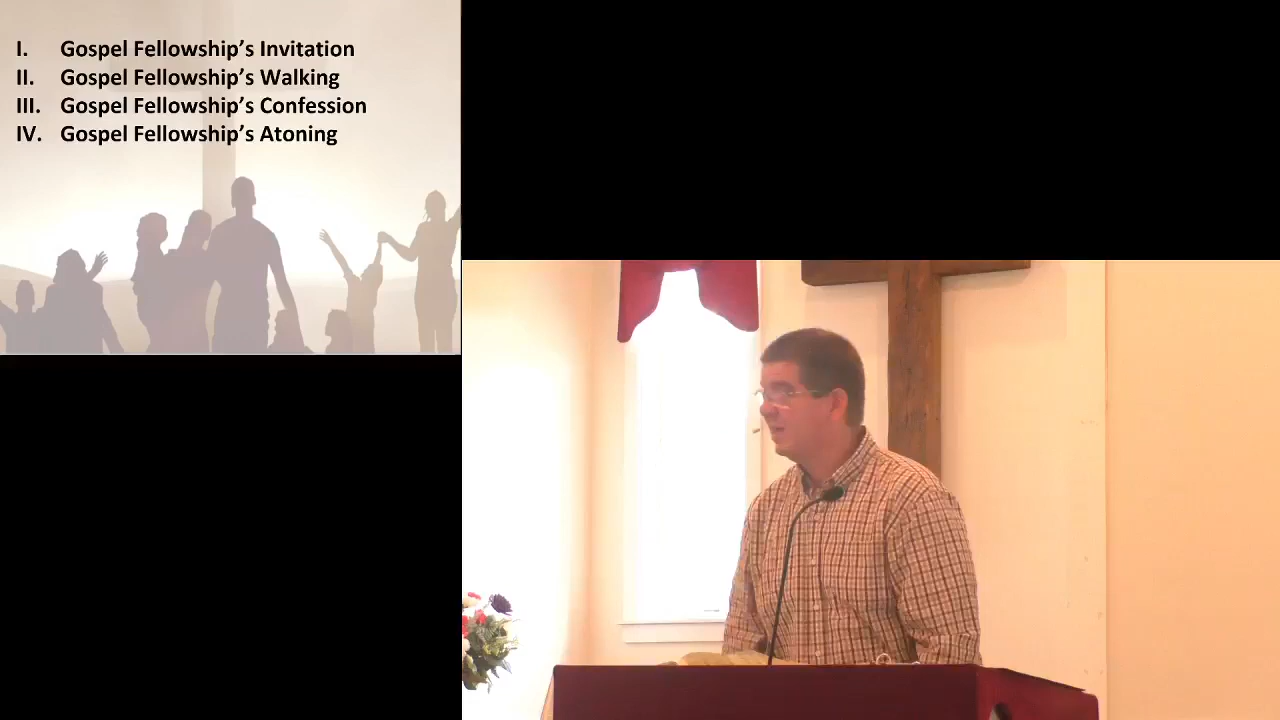 I. Gospel Fellowship’s Invitation
II. Gospel Fellowship’s Walking
III. Gospel Fellowship’s Confession
IV. Gospel Fellowship’s Atoning